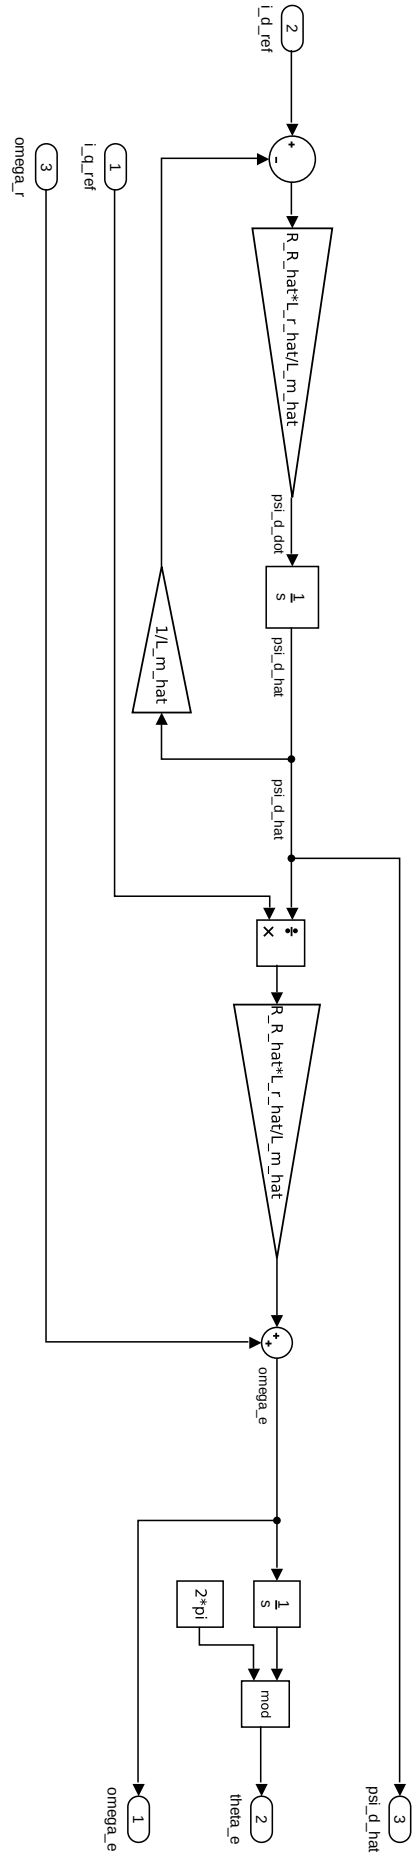 2
i_d_ref
+
-
R_R_hat*L_r_hat/L_m_hat
psi_d_dot
1
s
psi_d_hat
1/L_m_hat
psi_d_hat
3
psi_d_hat
1
i_q_ref
÷
×
R_R_hat*L_r_hat/L_m_hat
3
omega_r
+
+
omega_e
1
s
2*pi
mod
2
theta_e
1
omega_e